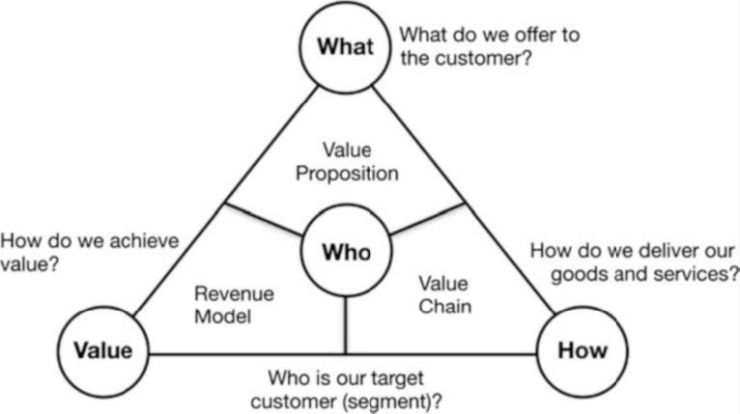 What
What do we offer to
the customer?
Value
Proposition
How do we achieve
value?
Who
How do we deliver our
goods and services?
Revenue
Model
Value
Chain
Value
How
Who is our target
customer (segment)?